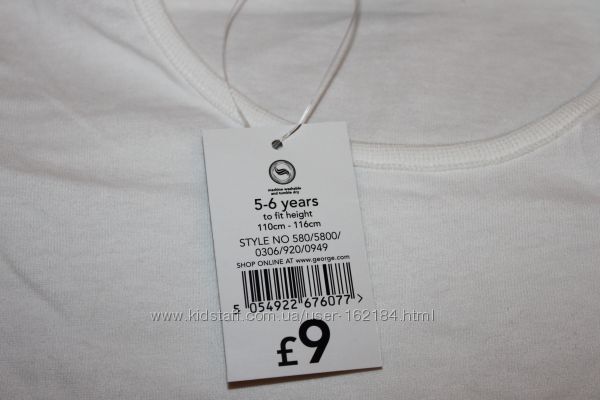 machine washable
and tumble dry
5-6 years
to fit height
110cm - 116cm
STYLE NO 580/5800/
0306/920/0949
SHOP ONLINE AT www.george.com
5 054922 676077 >
www.kidstaff.com.ua/user-162184.html
£9